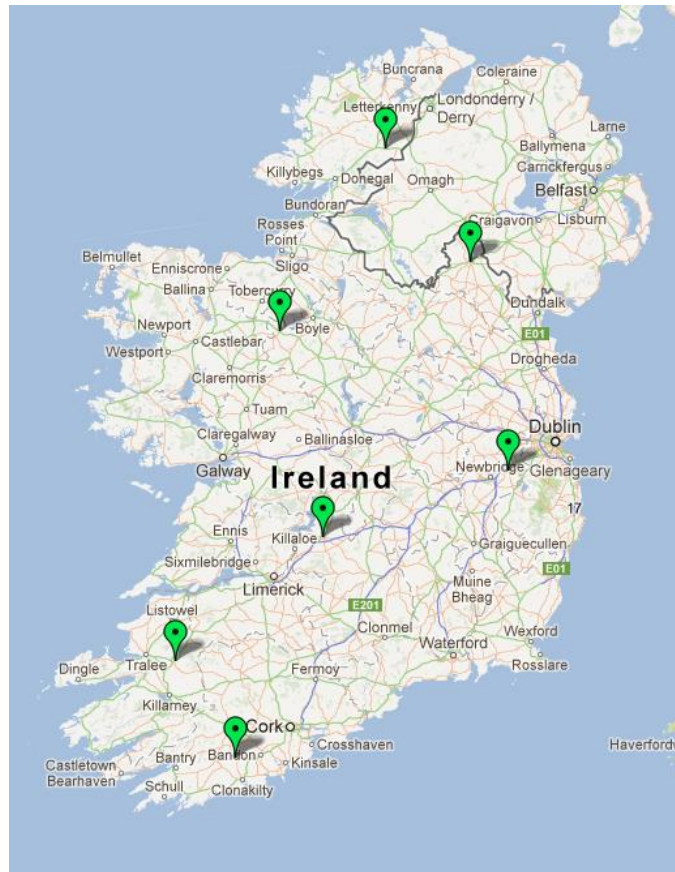 Buncrana
Coleraine
Letterkenny
Londonderry /
Derry
Larne
Ballymena
Killybegs
Donegal
Omagh
Carrickfergus
Belfast
Bundoran
Lisburn
Craigavon
Rosses
Point
Sligo
Belmullet
Enniscrone
Ballina
Tobercurry
Dundalk
Newport
Boyle
E01
Castlebar
Westport
Drogheda
Claremorris
Tuam
Claregalway
Ballinasloe
Dublin
Galway
Newbridge
Glenageary
Ireland
17
Ennis
Killaloe
Graiguecullen
Sixmilebridge
E01
Limerick
Muine
Bheag
Listowel
E201
Clonmel
Wexford
Waterford
Tralee
Dingle
Fermoy
Rosslare
Killarney
Cork
Crosshaven
Haverfordw
Bantry
Bandon
Kinsale
Castletown
Bearhaven
Schull
Clonakilty